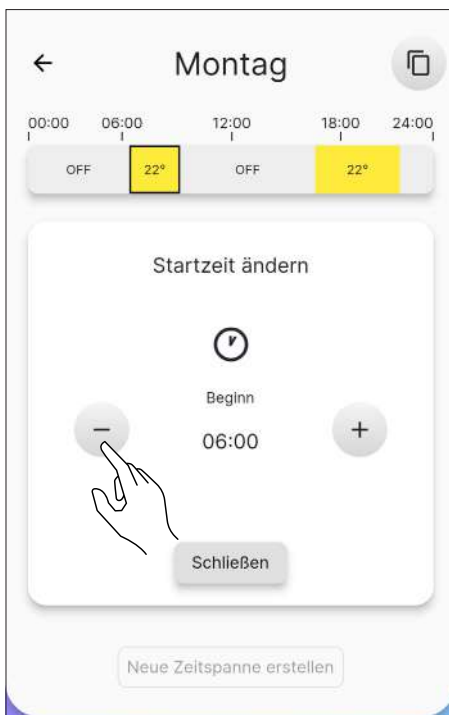 Montag
00:00 06:00 12:00 18:00 24:00
OFF 22° OFF 22°
Startzeit ändern
Beginn
− 06:00 +
Schließen
Neue Zeitspanne erstellen